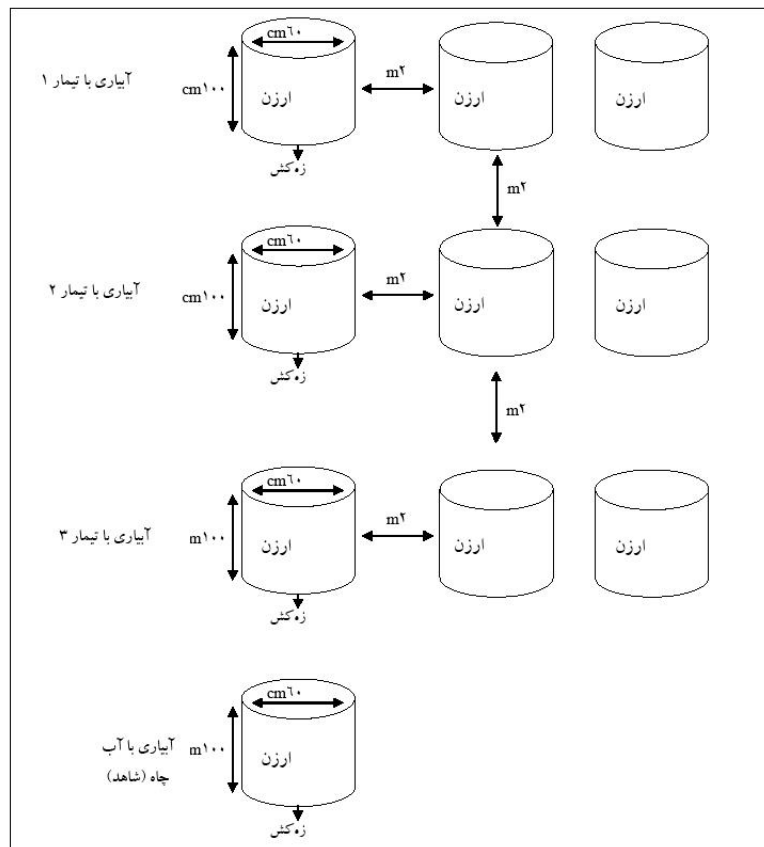 cm۶۰
آبیاری با تیمار ۱
cm۱۰۰
ارزن
m۲
ارزن
ارزن
زه‌کش
m۲
cm۶۰
آبیاری با تیمار ۲
cm۱۰۰
ارزن
m۲
ارزن
ارزن
زه‌کش
m۲
cm۶۰
آبیاری با تیمار ۳
m۱۰۰
ارزن
m۲
ارزن
ارزن
زه‌کش
cm۶۰
آبیاری با آب
چاه (شاهد)
m۱۰۰
ارزن
زه‌کش